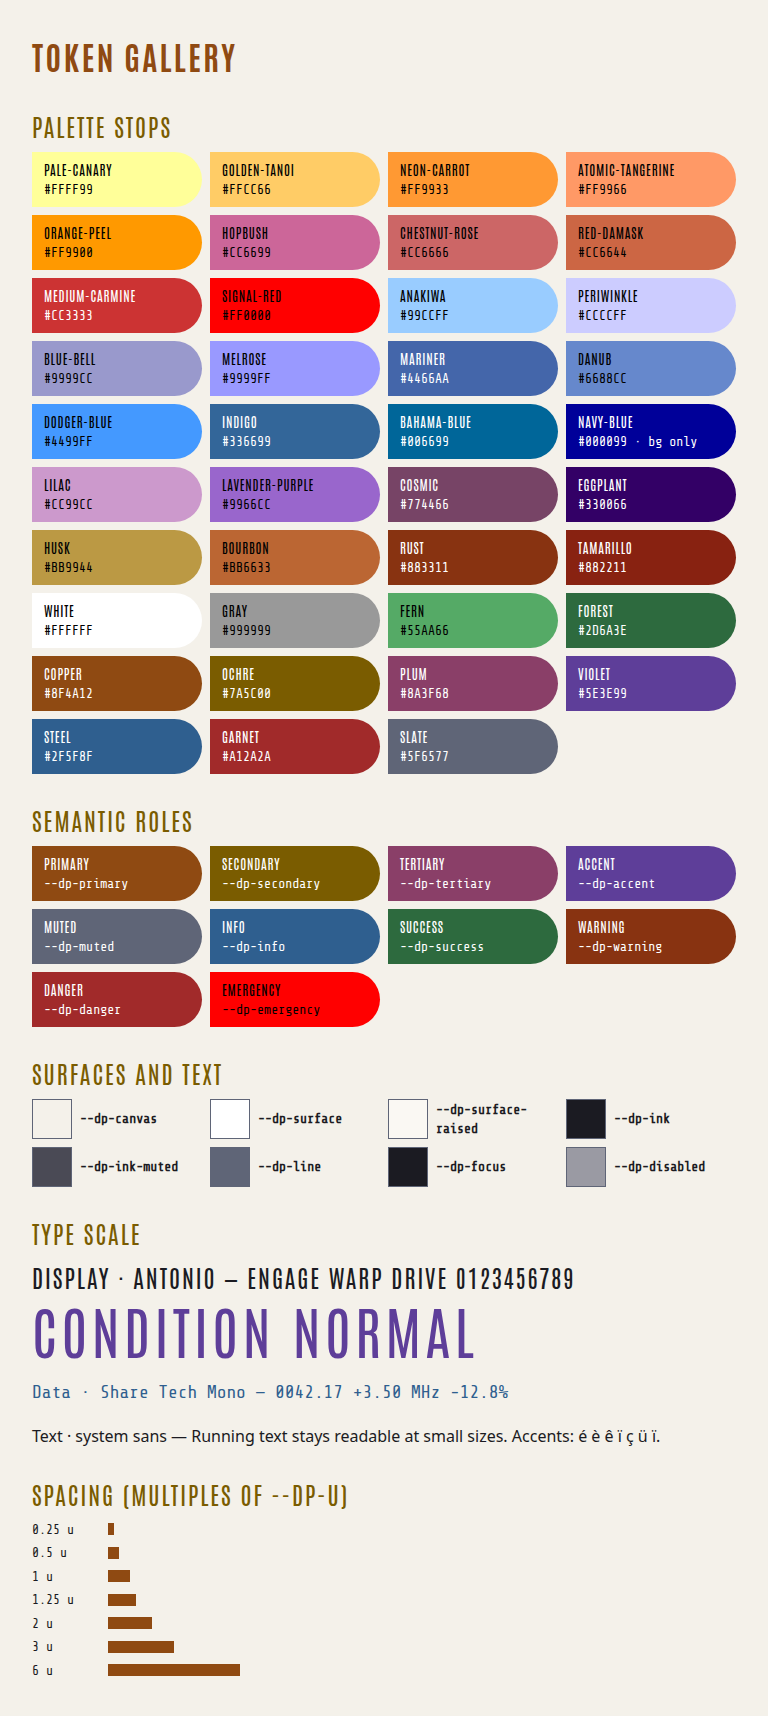 TOKEN GALLERY
PALETTE STOPS
PALE-CANARY
#FFFF99
GOLDEN-TANOI
#FFCC66
NEON-CARROT
#FF9933
ATOMIC-TANGERINE
#FF9966
ORANGE-PEEL
#FF9900
HOPBUSH
#CC6699
CHESTNUT-ROSE
#CC6666
RED-DAMASK
#CC6644
MEDIUM-CARMINE
#CC3333
SIGNAL-RED
#FF0000
ANAKIWA
#99CCFF
PERIWINKLE
#CCCCFF
BLUE-BELL
#9999CC
MELROSE
#9999FF
MARINER
#4466AA
DANUB
#6688CC
DODGER-BLUE
#4499FF
INDIGO
#336699
BAHAMA-BLUE
#006699
NAVY-BLUE
#000099 · bg only
LILAC
#CC99CC
LAVENDER-PURPLE
#9966CC
COSMIC
#774466
EGGPLANT
#330066
HUSK
#BB9944
BOURBON
#BB6633
RUST
#883311
TAMARILLO
#882211
WHITE
#FFFFFF
GRAY
#999999
FERN
#55AA66
FOREST
#2D6A3E
COPPER
#8F4A12
OCHRE
#7A5C00
PLUM
#8A3F68
VIOLET
#5E3E99
STEEL
#2F5F8F
GARNET
#A12A2A
SLATE
#5F6577
SEMANTIC ROLES
PRIMARY
--dp-primary
SECONDARY
--dp-secondary
TERTIARY
--dp-tertiary
ACCENT
--dp-accent
MUTED
--dp-muted
INFO
--dp-info
SUCCESS
--dp-success
WARNING
--dp-warning
DANGER
--dp-danger
EMERGENCY
--dp-emergency
SURFACES AND TEXT
--dp-canvas
--dp-surface
--dp-surface-
raised
--dp-ink
--dp-ink-muted
--dp-line
--dp-focus
--dp-disabled
TYPE SCALE
DISPLAY · ANTONIO — ENGAGE WARP DRIVE 0123456789
CONDITION NORMAL
Data · Share Tech Mono — 0042.17 +3.50 MHz −12.8%
Text · system sans — Running text stays readable at small sizes. Accents: é è ê ï ç ü ï.
SPACING (MULTIPLES OF --DP-U)
0.25 u
0.5 u
1 u
1.25 u
2 u
3 u
6 u